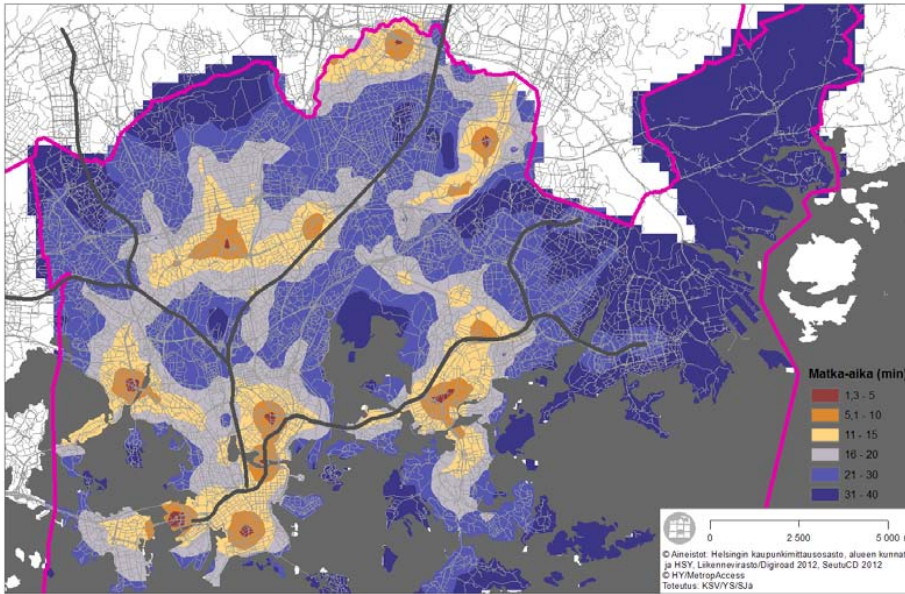 Matka-aika (min)
1,3 - 5
5,1 - 10
11 - 15
16 - 20
21 - 30
31 - 40
0 2 500 5 000
© Aineistot: Helsingin kaupunkimittausosasto, alueen kunnat
ja HSY, Liikennevirasto/Digiroad 2012, SeutuCD 2012
© HY/MetropAccess
Toteutus: KSV/YS/SJa